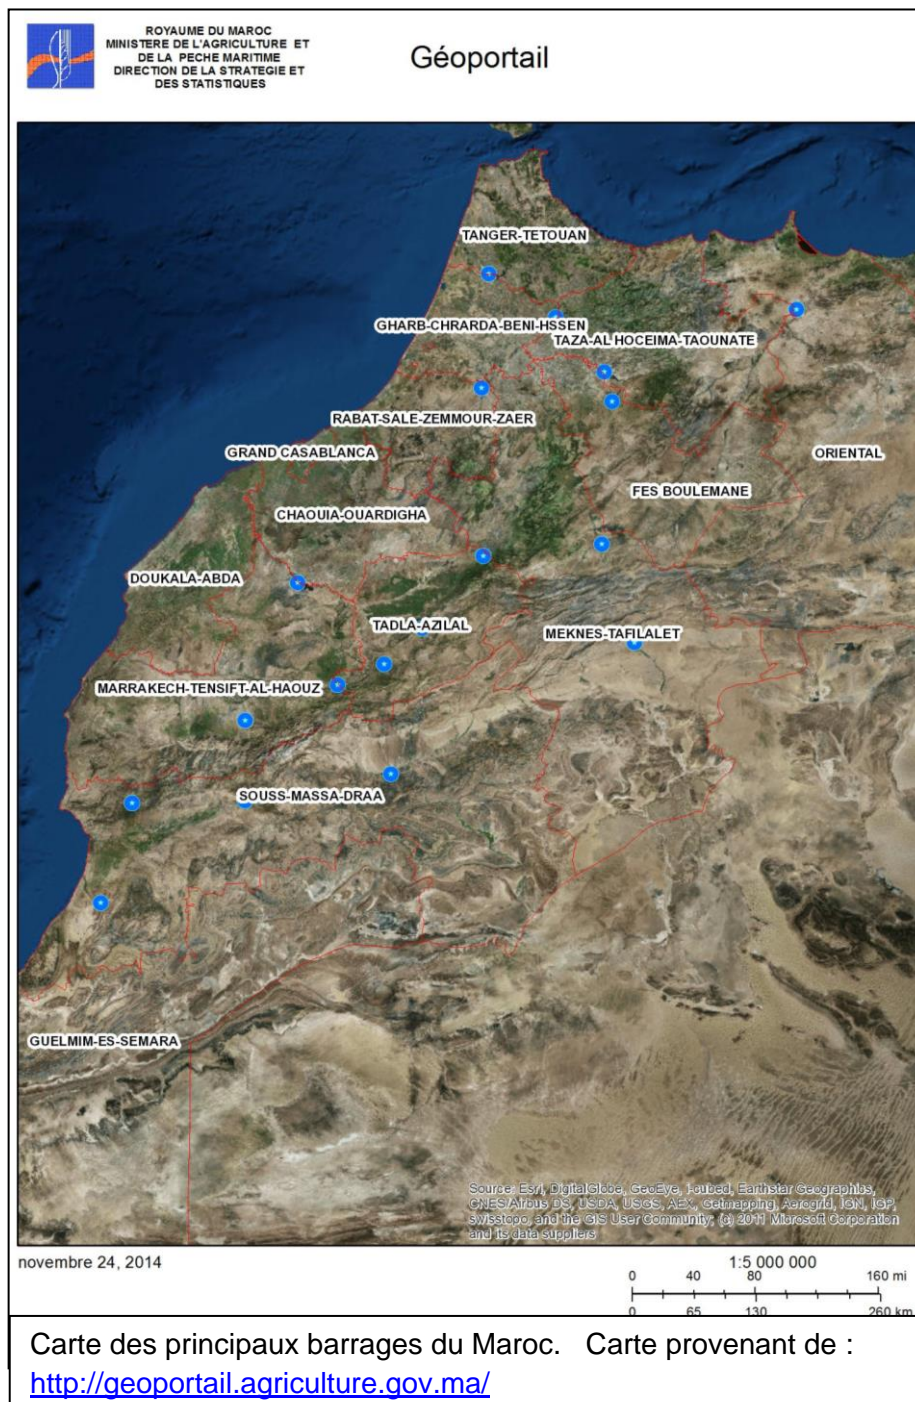 ROYAUME DU MAROC
MINISTERE DE L'AGRICULTURE ET
DE LA PECHE MARITIME
DIRECTION DE LA STRATEGIE ET
DES STATISTIQUES
Géoportail
TANGER-TETOUAN
GHARB-CHRARDA-BENI-HSSEN
TAZA-AL HOCEIMA-TAOUNATE
RABAT-SALE-ZEMMOUR-ZAER
GRAND CASABLANCA
ORIENTAL
FES BOULEMANE
CHAOUIA-OUARDIGHA
DOUKALA-ABDA
TADLA-AZILAL
MEKNES-TAFILALET
MARRAKECH-TENSIFT-AL-HAOUZ
SOUSS-MASSA-DRAA
GUELMIM-ES-SEMARA
Source: Esri, DigitalGlobe, GeoEye, i-cubed, Earthstar Geographics,
CNES/Airbus DS, USDA, USGS, AEX, Getmapping, Aerogrid, IGN, IGP,
swisstopo, and the GIS User Community; (c) 2011 Microsoft Corporation
and its data suppliers
novembre 24, 2014
1:5 000 000
0 40 80 160 mi
0 65 130 260 km
Carte des principaux barrages du Maroc. Carte provenant de :
http://geoportail.agriculture.gov.ma/